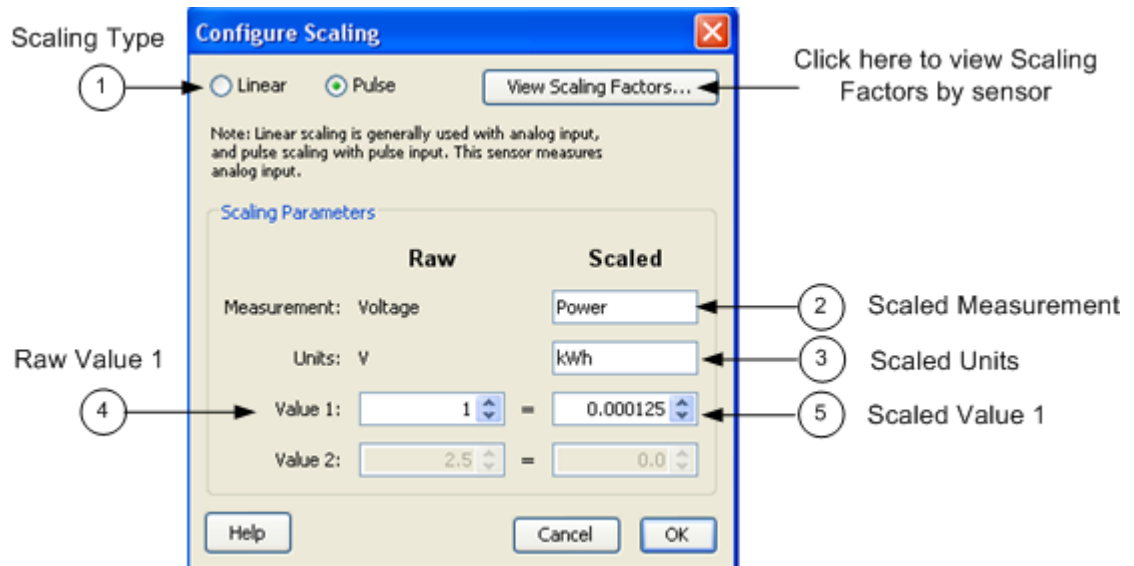 Configure Scaling
Scaling Type
1
Linear
Pulse
View Scaling Factors...
Click here to view Scaling
Factors by sensor
Note: Linear scaling is generally used with analog input,
and pulse scaling with pulse input. This sensor measures
analog input.
Scaling Parameters
Raw Scaled
Measurement: Voltage Power
2 Scaled Measurement
Raw Value 1
Units: V kWh
3 Scaled Units
4
Value 1: 1 = 0.000125
5 Scaled Value 1
Value 2: 2.5 = 0.0
Help Cancel OK